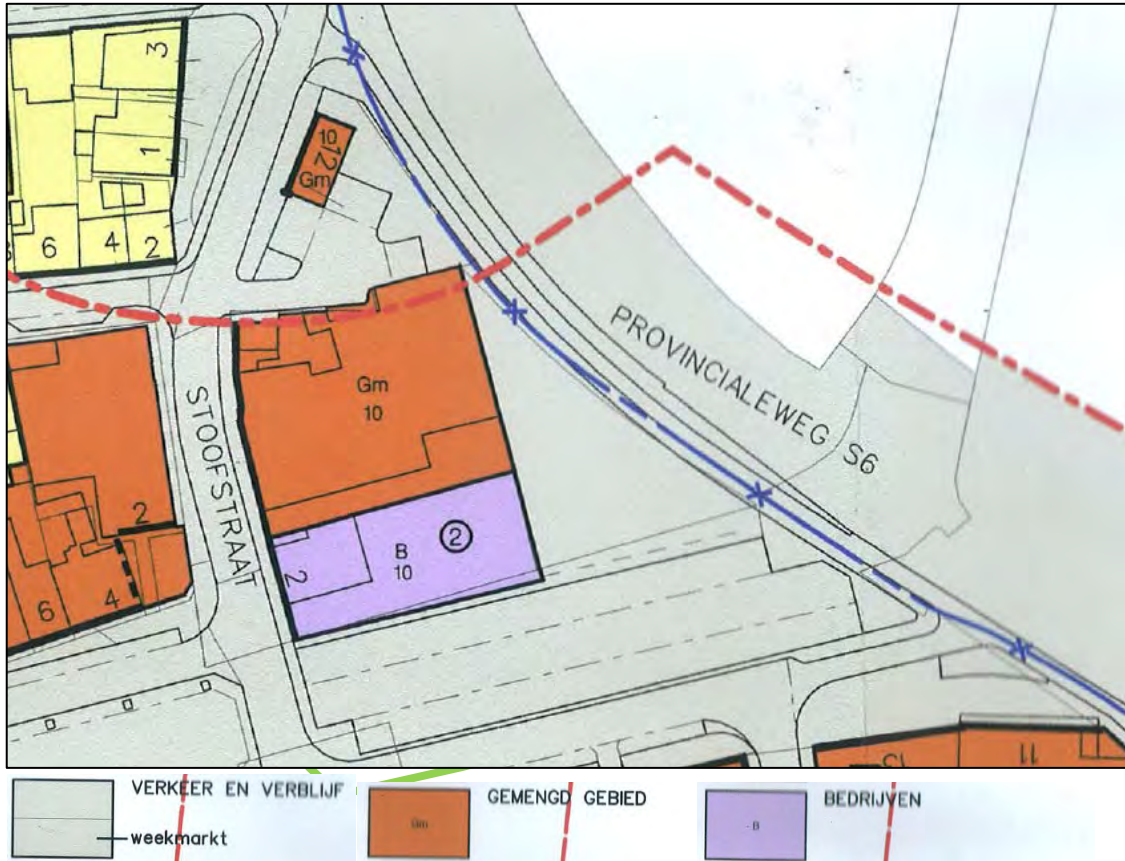 3
1
6
4
2
10
12
Gm
PROVINCIALEWEG S6
STOOFSTRAAT
Gm
10
2
B
10
2
2
6
4
11
VERKEER EN VERBLIJF
weekmarkt
Gm
GEMENGD GEBIED
B
BEDRIJVEN